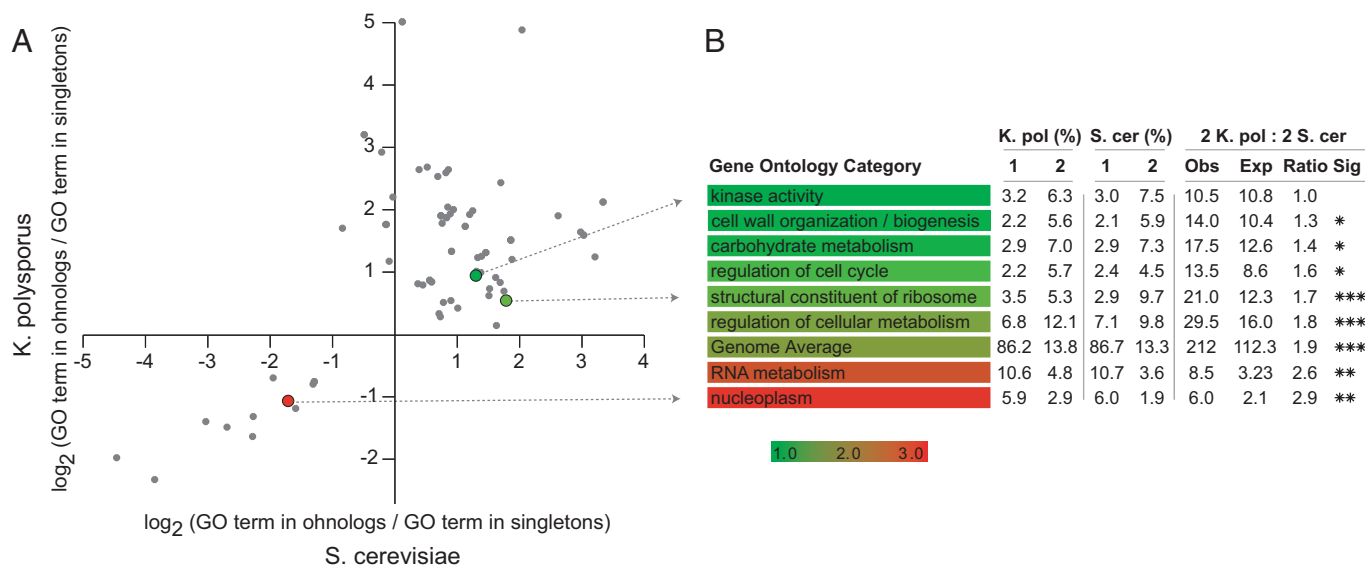 A
K. polysporus
log2 (GO term in ohnologs / GO term in singletons)
5
4
3
2
1
-1
-2
-5 -4 -3 -2 -1 1 2 3 4
log2 (GO term in ohnologs / GO term in singletons)
S. cerevisiae
B
K. pol (%) S. cer (%) 2 K. pol : 2 S. cer
Gene Ontology Category 1 2 1 2 Obs Exp Ratio Sig
kinase activity 3.2 6.3 3.0 7.5 10.5 10.8 1.0
cell wall organization / biogenesis 2.2 5.6 2.1 5.9 14.0 10.4 1.3 *
carbohydrate metabolism 2.9 7.0 2.9 7.3 17.5 12.6 1.4 *
regulation of cell cycle 2.2 5.7 2.4 4.5 13.5 8.6 1.6 *
structural constituent of ribosome 3.5 5.3 2.9 9.7 21.0 12.3 1.7 ***
regulation of cellular metabolism 6.8 12.1 7.1 9.8 29.5 16.0 1.8 ***
Genome Average 86.2 13.8 86.7 13.3 212 112.3 1.9 ***
RNA metabolism 10.6 4.8 10.7 3.6 8.5 3.23 2.6 **
nucleoplasm 5.9 2.9 6.0 1.9 6.0 2.1 2.9 **
1.0 2.0 3.0